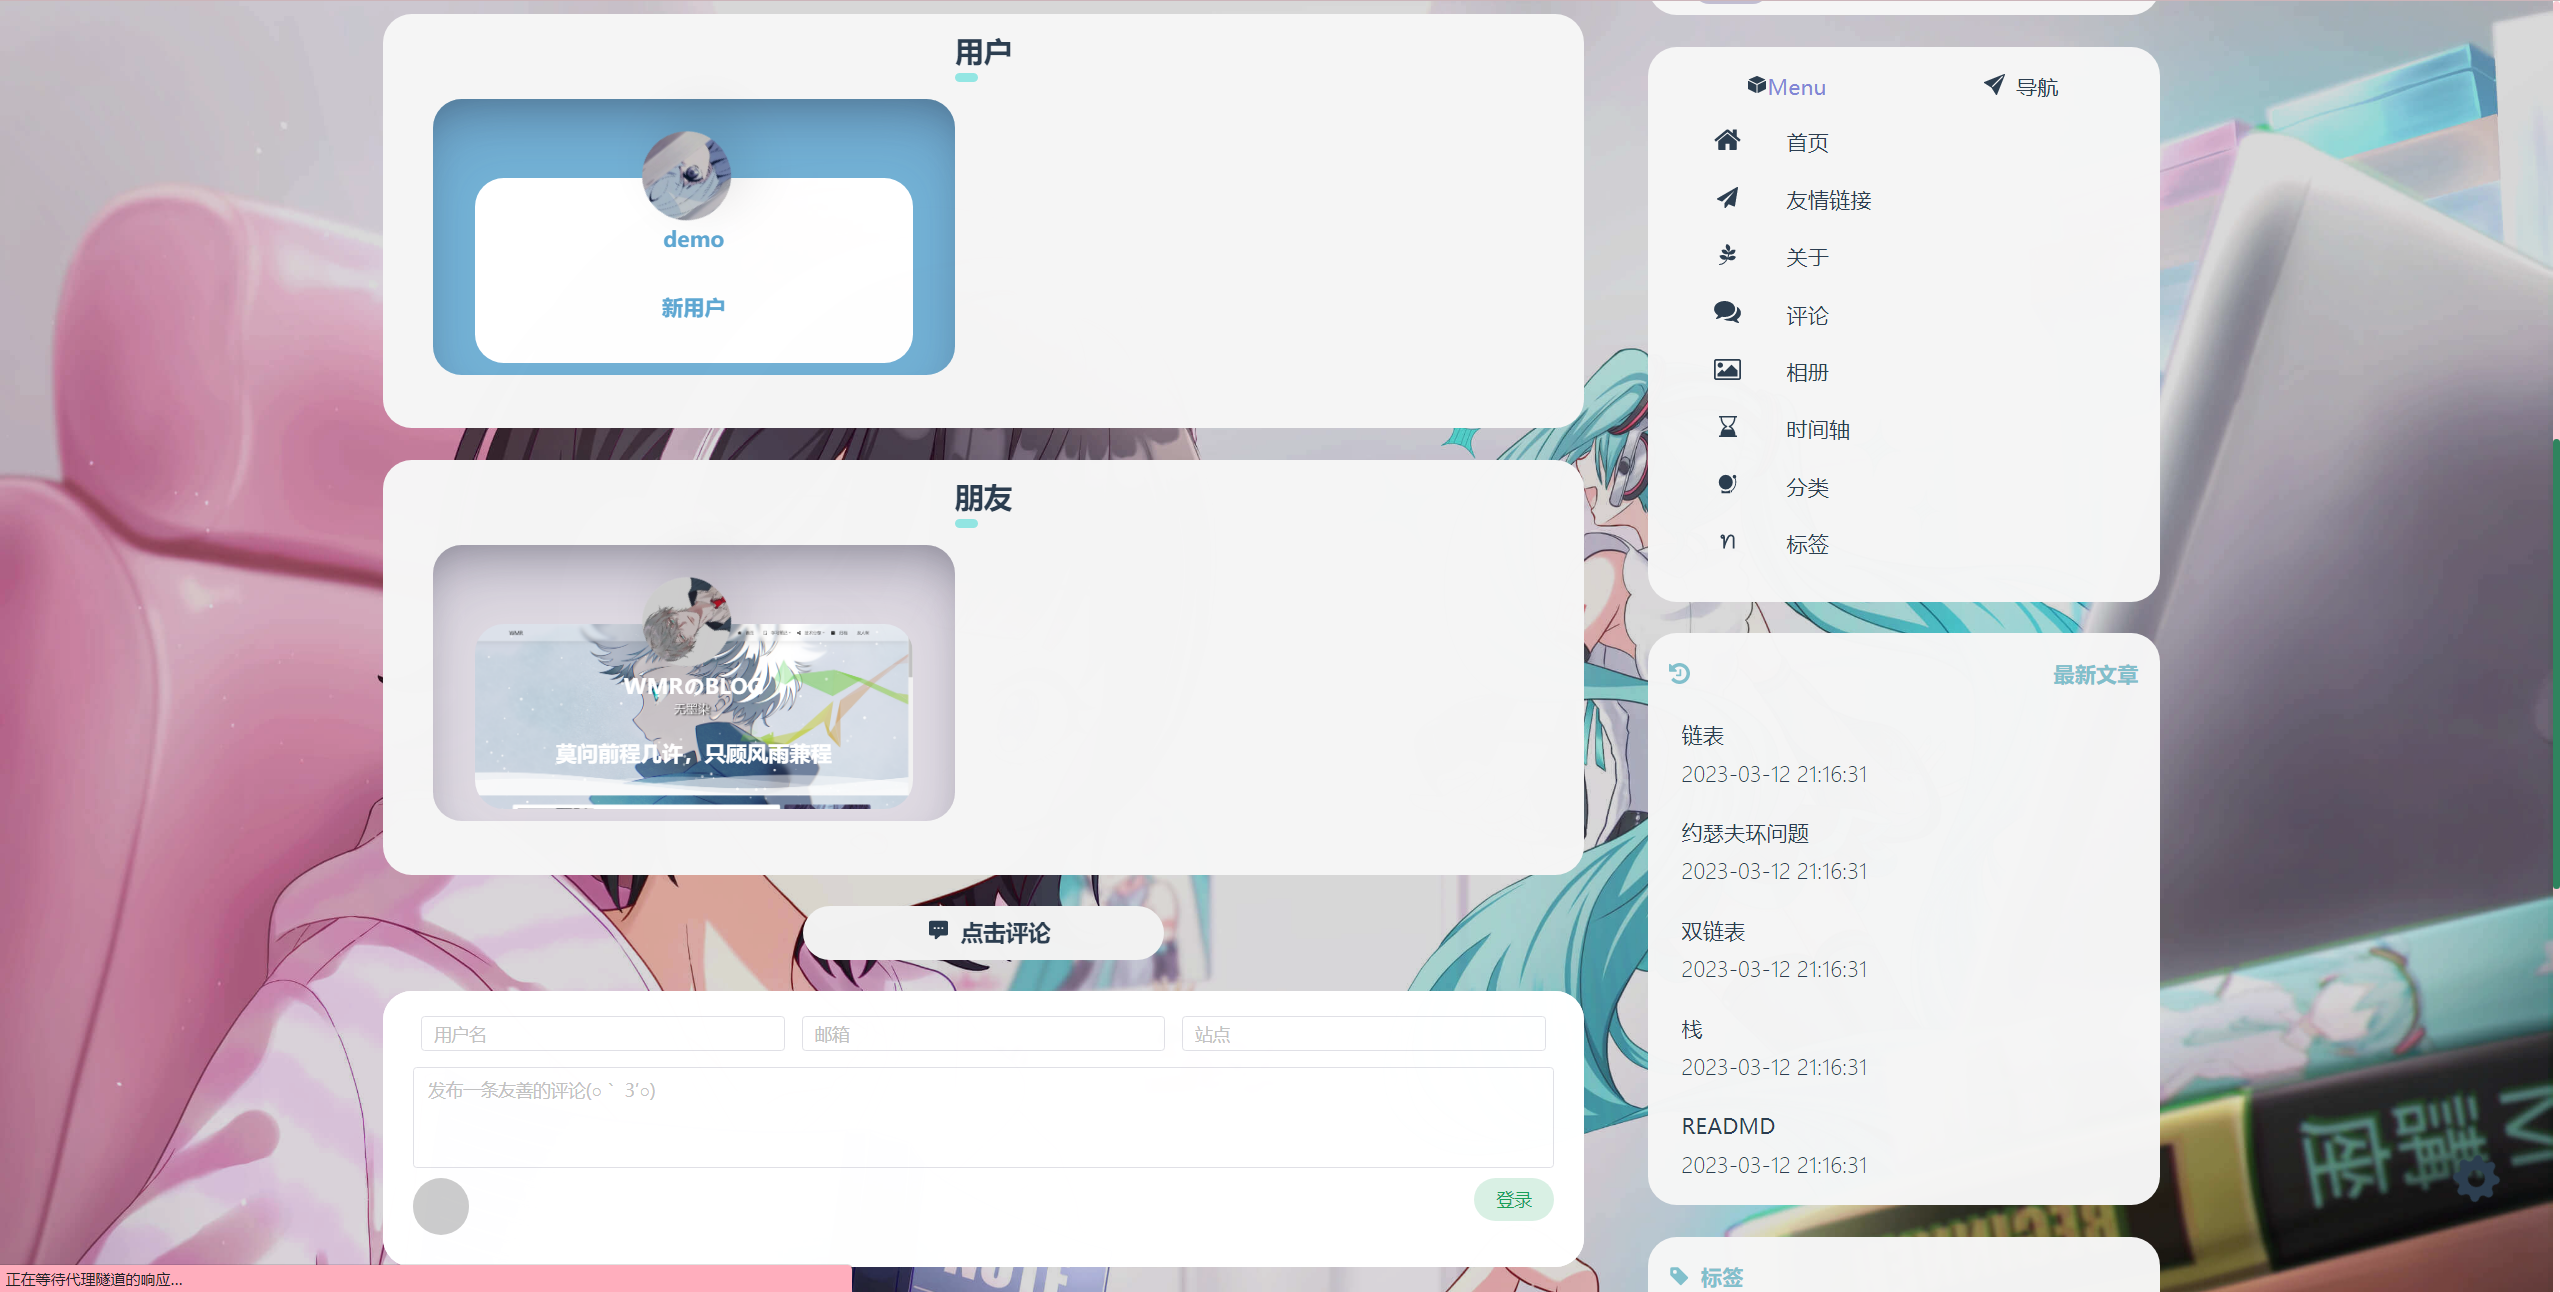 用户
demo
新用户
朋友
WMR
WMRのBLOG
无墨染
莫问前程几许，只顾风雨兼程
点击评论
用户名
邮箱
站点
发布一条友善的评论(○｀ 3′○)
登录
Menu
导航
首页
友情链接
关于
评论
相册
时间轴
分类
标签
最新文章
链表
2023-03-12 21:16:31
约瑟夫环问题
2023-03-12 21:16:31
双链表
2023-03-12 21:16:31
栈
2023-03-12 21:16:31
READMD
2023-03-12 21:16:31
标签
講座
正在等待代理隧道的响应...